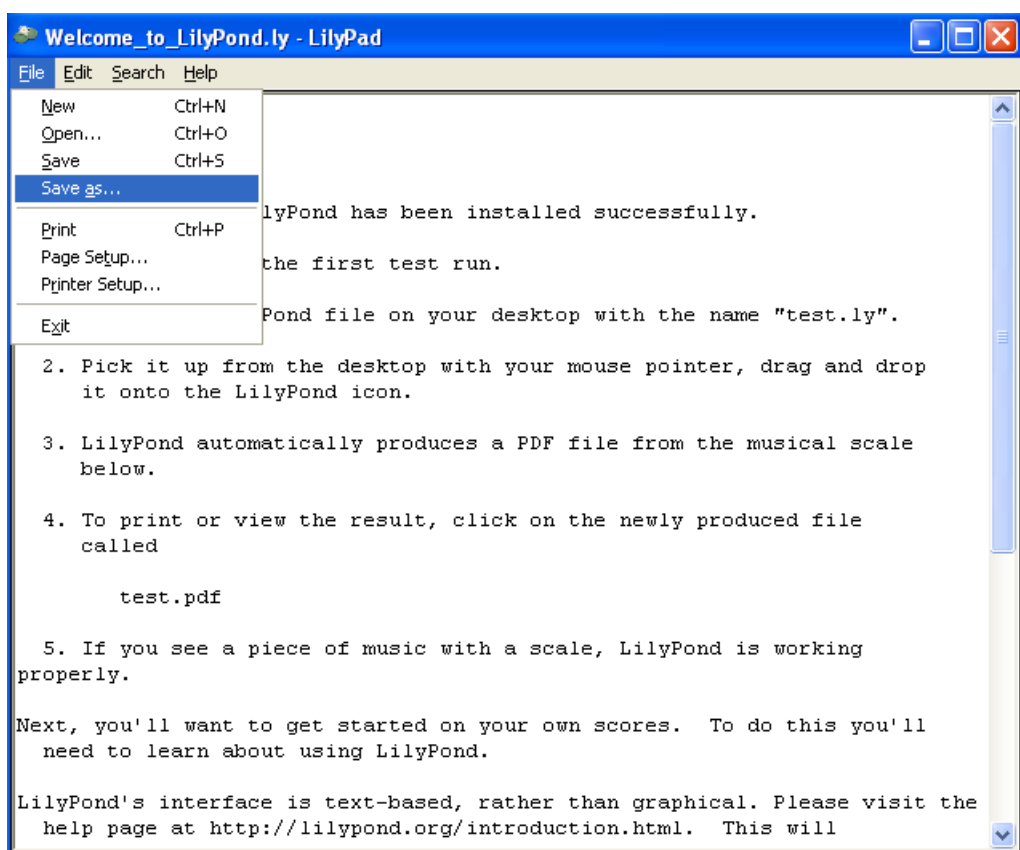 Welcome_to_LilyPond.ly - LilyPad
File Edit Search Help
New Ctrl+N
Open... Ctrl+O
Save Ctrl+S
Save as...
Print Ctrl+P
Page Setup...
Printer Setup...
Exit
lyPond has been installed successfully.
the first test run.
Pond file on your desktop with the name "test.ly".
2. Pick it up from the desktop with your mouse pointer, drag and drop
it onto the LilyPond icon.
3. LilyPond automatically produces a PDF file from the musical scale
below.
4. To print or view the result, click on the newly produced file
called
test.pdf
5. If you see a piece of music with a scale, LilyPond is working
properly.
Next, you'll want to get started on your own scores. To do this you'll
need to learn about using LilyPond.
LilyPond's interface is text-based, rather than graphical. Please visit the
help page at http://lilypond.org/introduction.html. This will